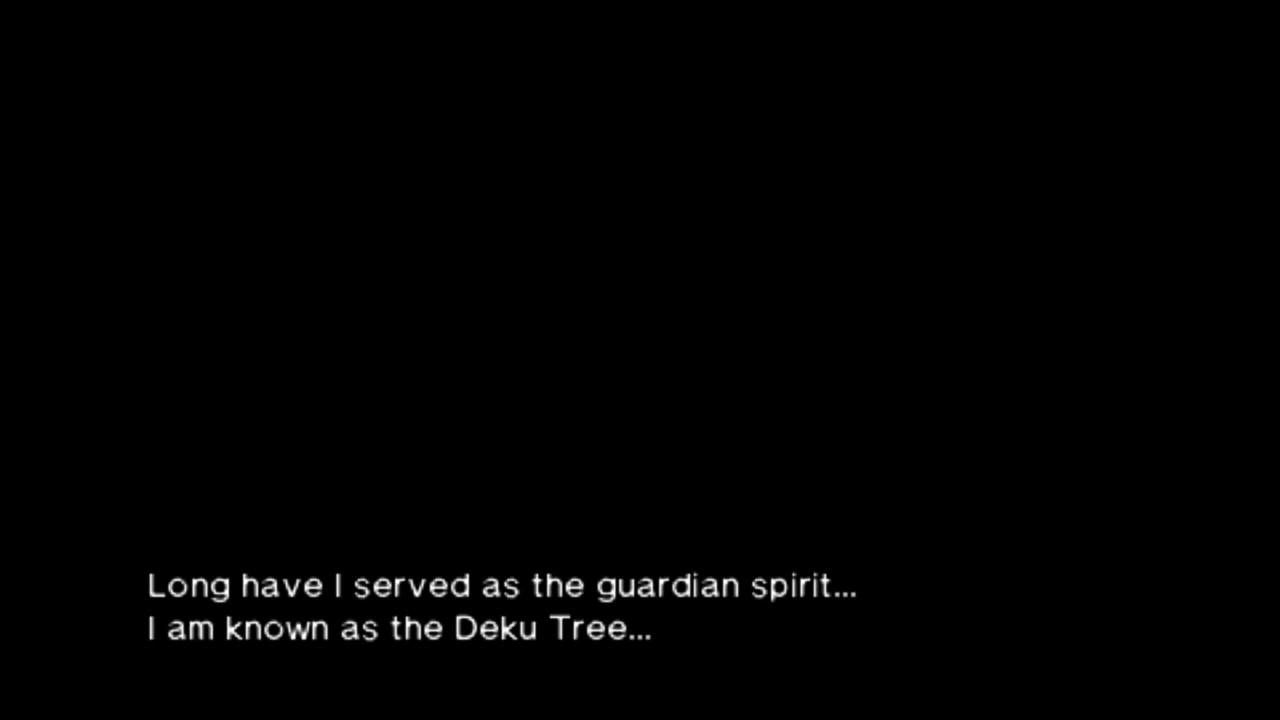 Long have I served as the guardian spirit...
I am known as the Deku Tree...